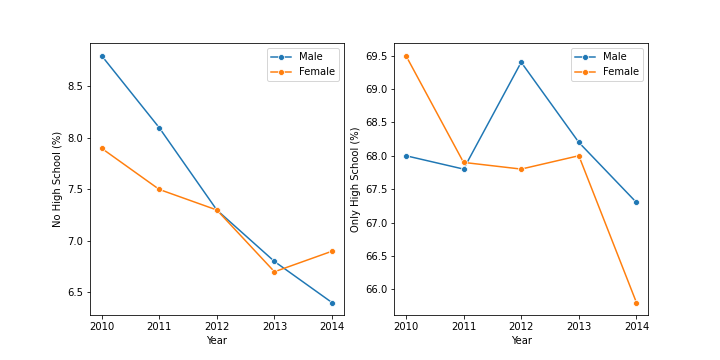 No High School (%)
8.5
8.0
7.5
7.0
6.5
2010 2011 2012 2013 2014
Year
Male
Female
Only High School (%)
69.5
69.0
68.5
68.0
67.5
67.0
66.5
66.0
2010 2011 2012 2013 2014
Year
Male
Female